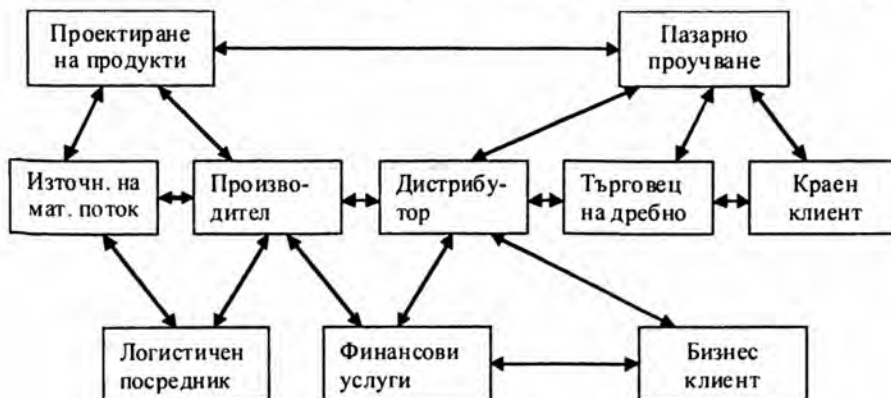 Проектиране
на продукти
Пазарно
проучване
Източн. на
мат. поток
Произво-
дител
Дистрибу-
тор
Търговец
на дребно
Краен
клиент
Логистичен
посредник
Финансови
услуги
Бизнес
клиент